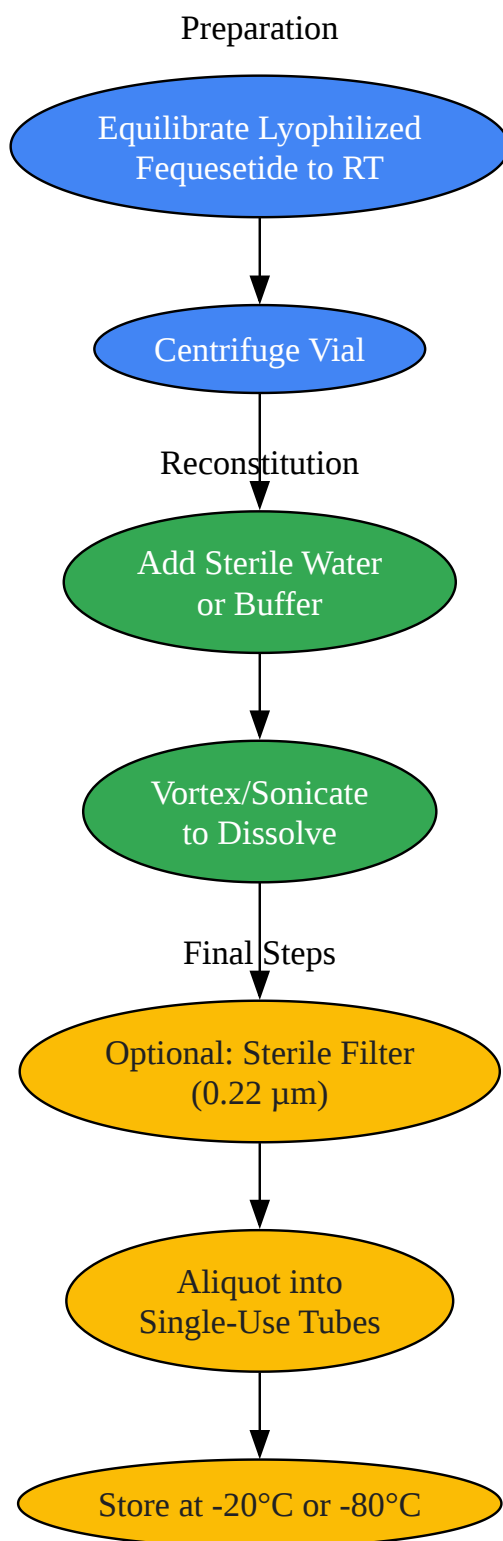 Preparation
Equilibrate Lyophilized
Fequesetide to RT
Centrifuge Vial
Reconstitution
Add Sterile Water
or Buffer
Vortex/Sonicate
to Dissolve
Final Steps
Optional: Sterile Filter
(0.22 µm)
Aliquot into
Single-Use Tubes
Store at -20°C or -80°C